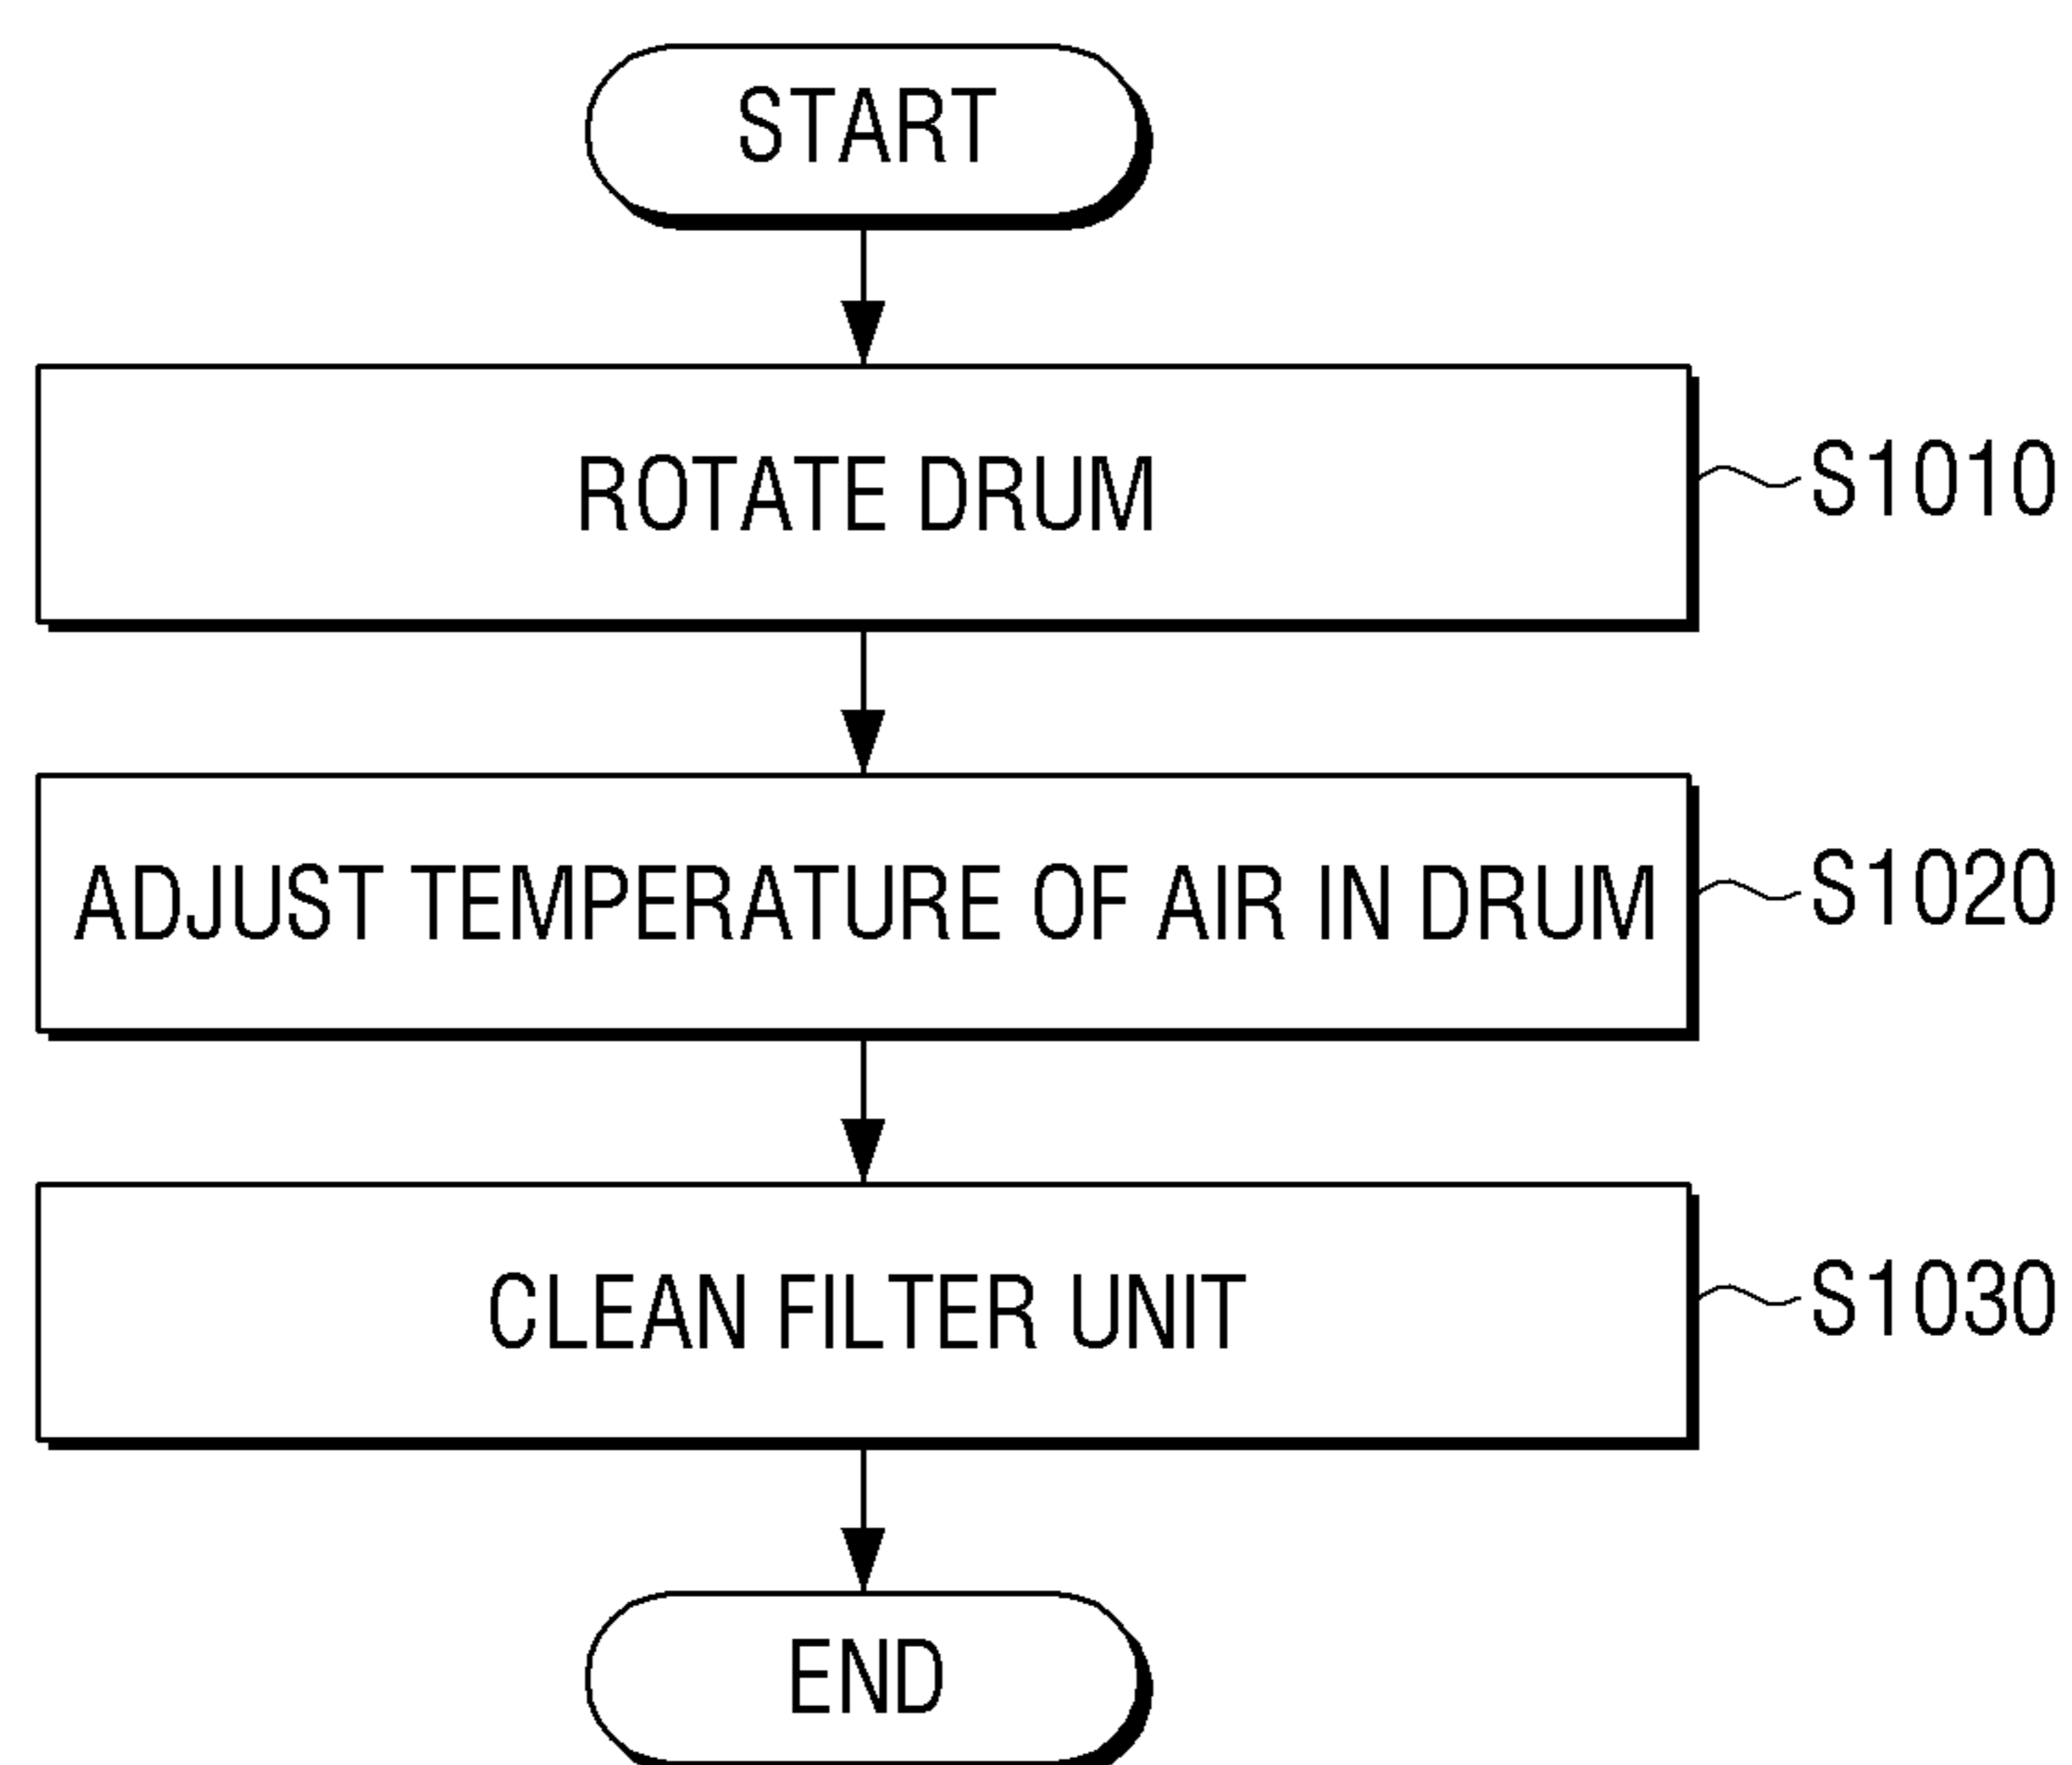 START
ROTATE DRUM
S1010
ADJUST TEMPERATURE OF AIR IN DRUM
S1020
CLEAN FILTER UNIT
S1030
END